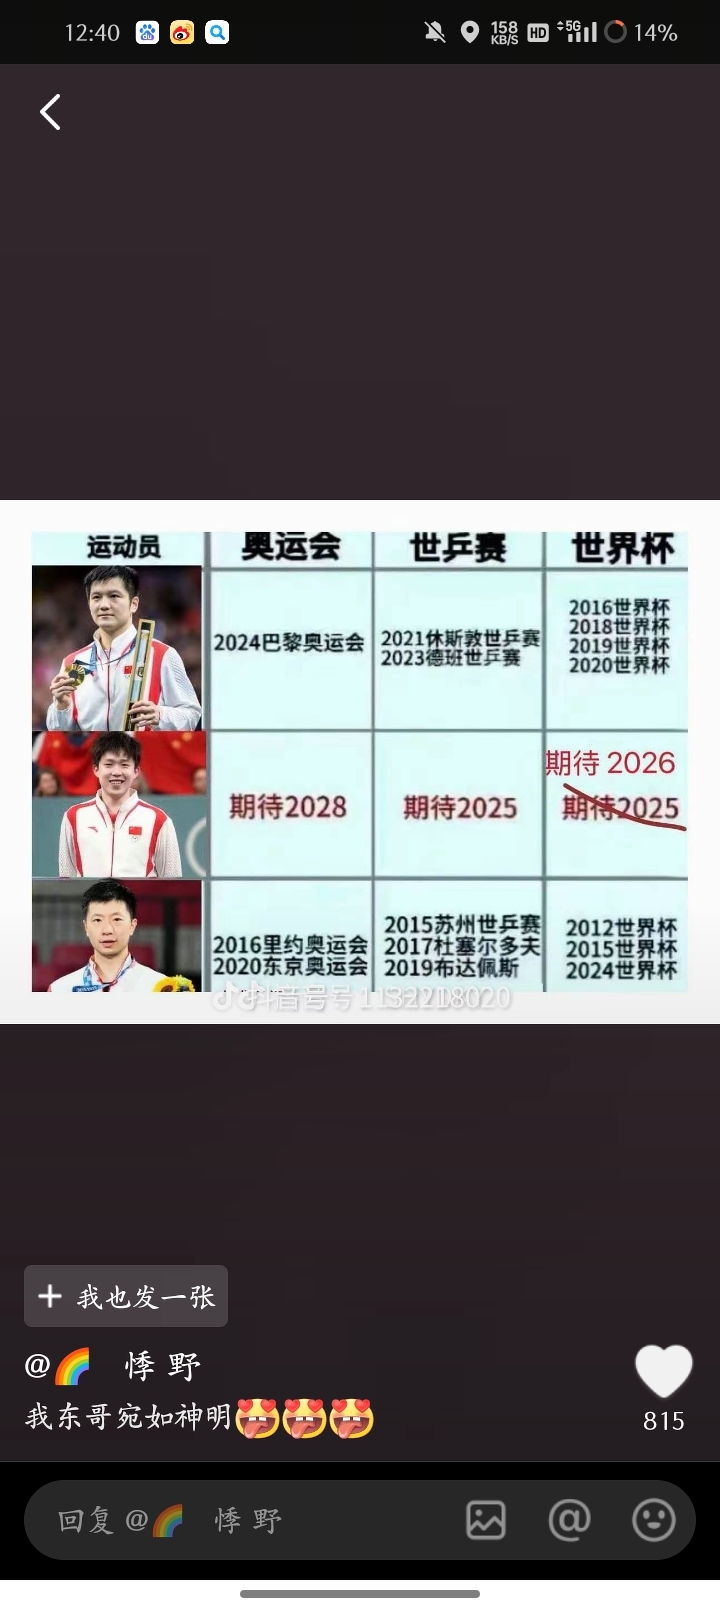 12:40
158 KB/S HD 5G 14%
运动员 奥运会 世乒赛 世界杯
2024巴黎奥运会
2021休斯敦世乒赛
2023德班世乒赛
2016世界杯
2018世界杯
2019世界杯
2020世界杯
期待2028
期待2025
期待 2026
期待2025
2016里约奥运会
2020东京奥运会
2015苏州世乒赛
2017杜塞尔多夫
2019布达佩斯
2012世界杯
2015世界杯
2024世界杯
抖音号
我也发一张
@🌈 悸 野
我东哥宛如神明😍😍😍
815
回复 @🌈 悸 野